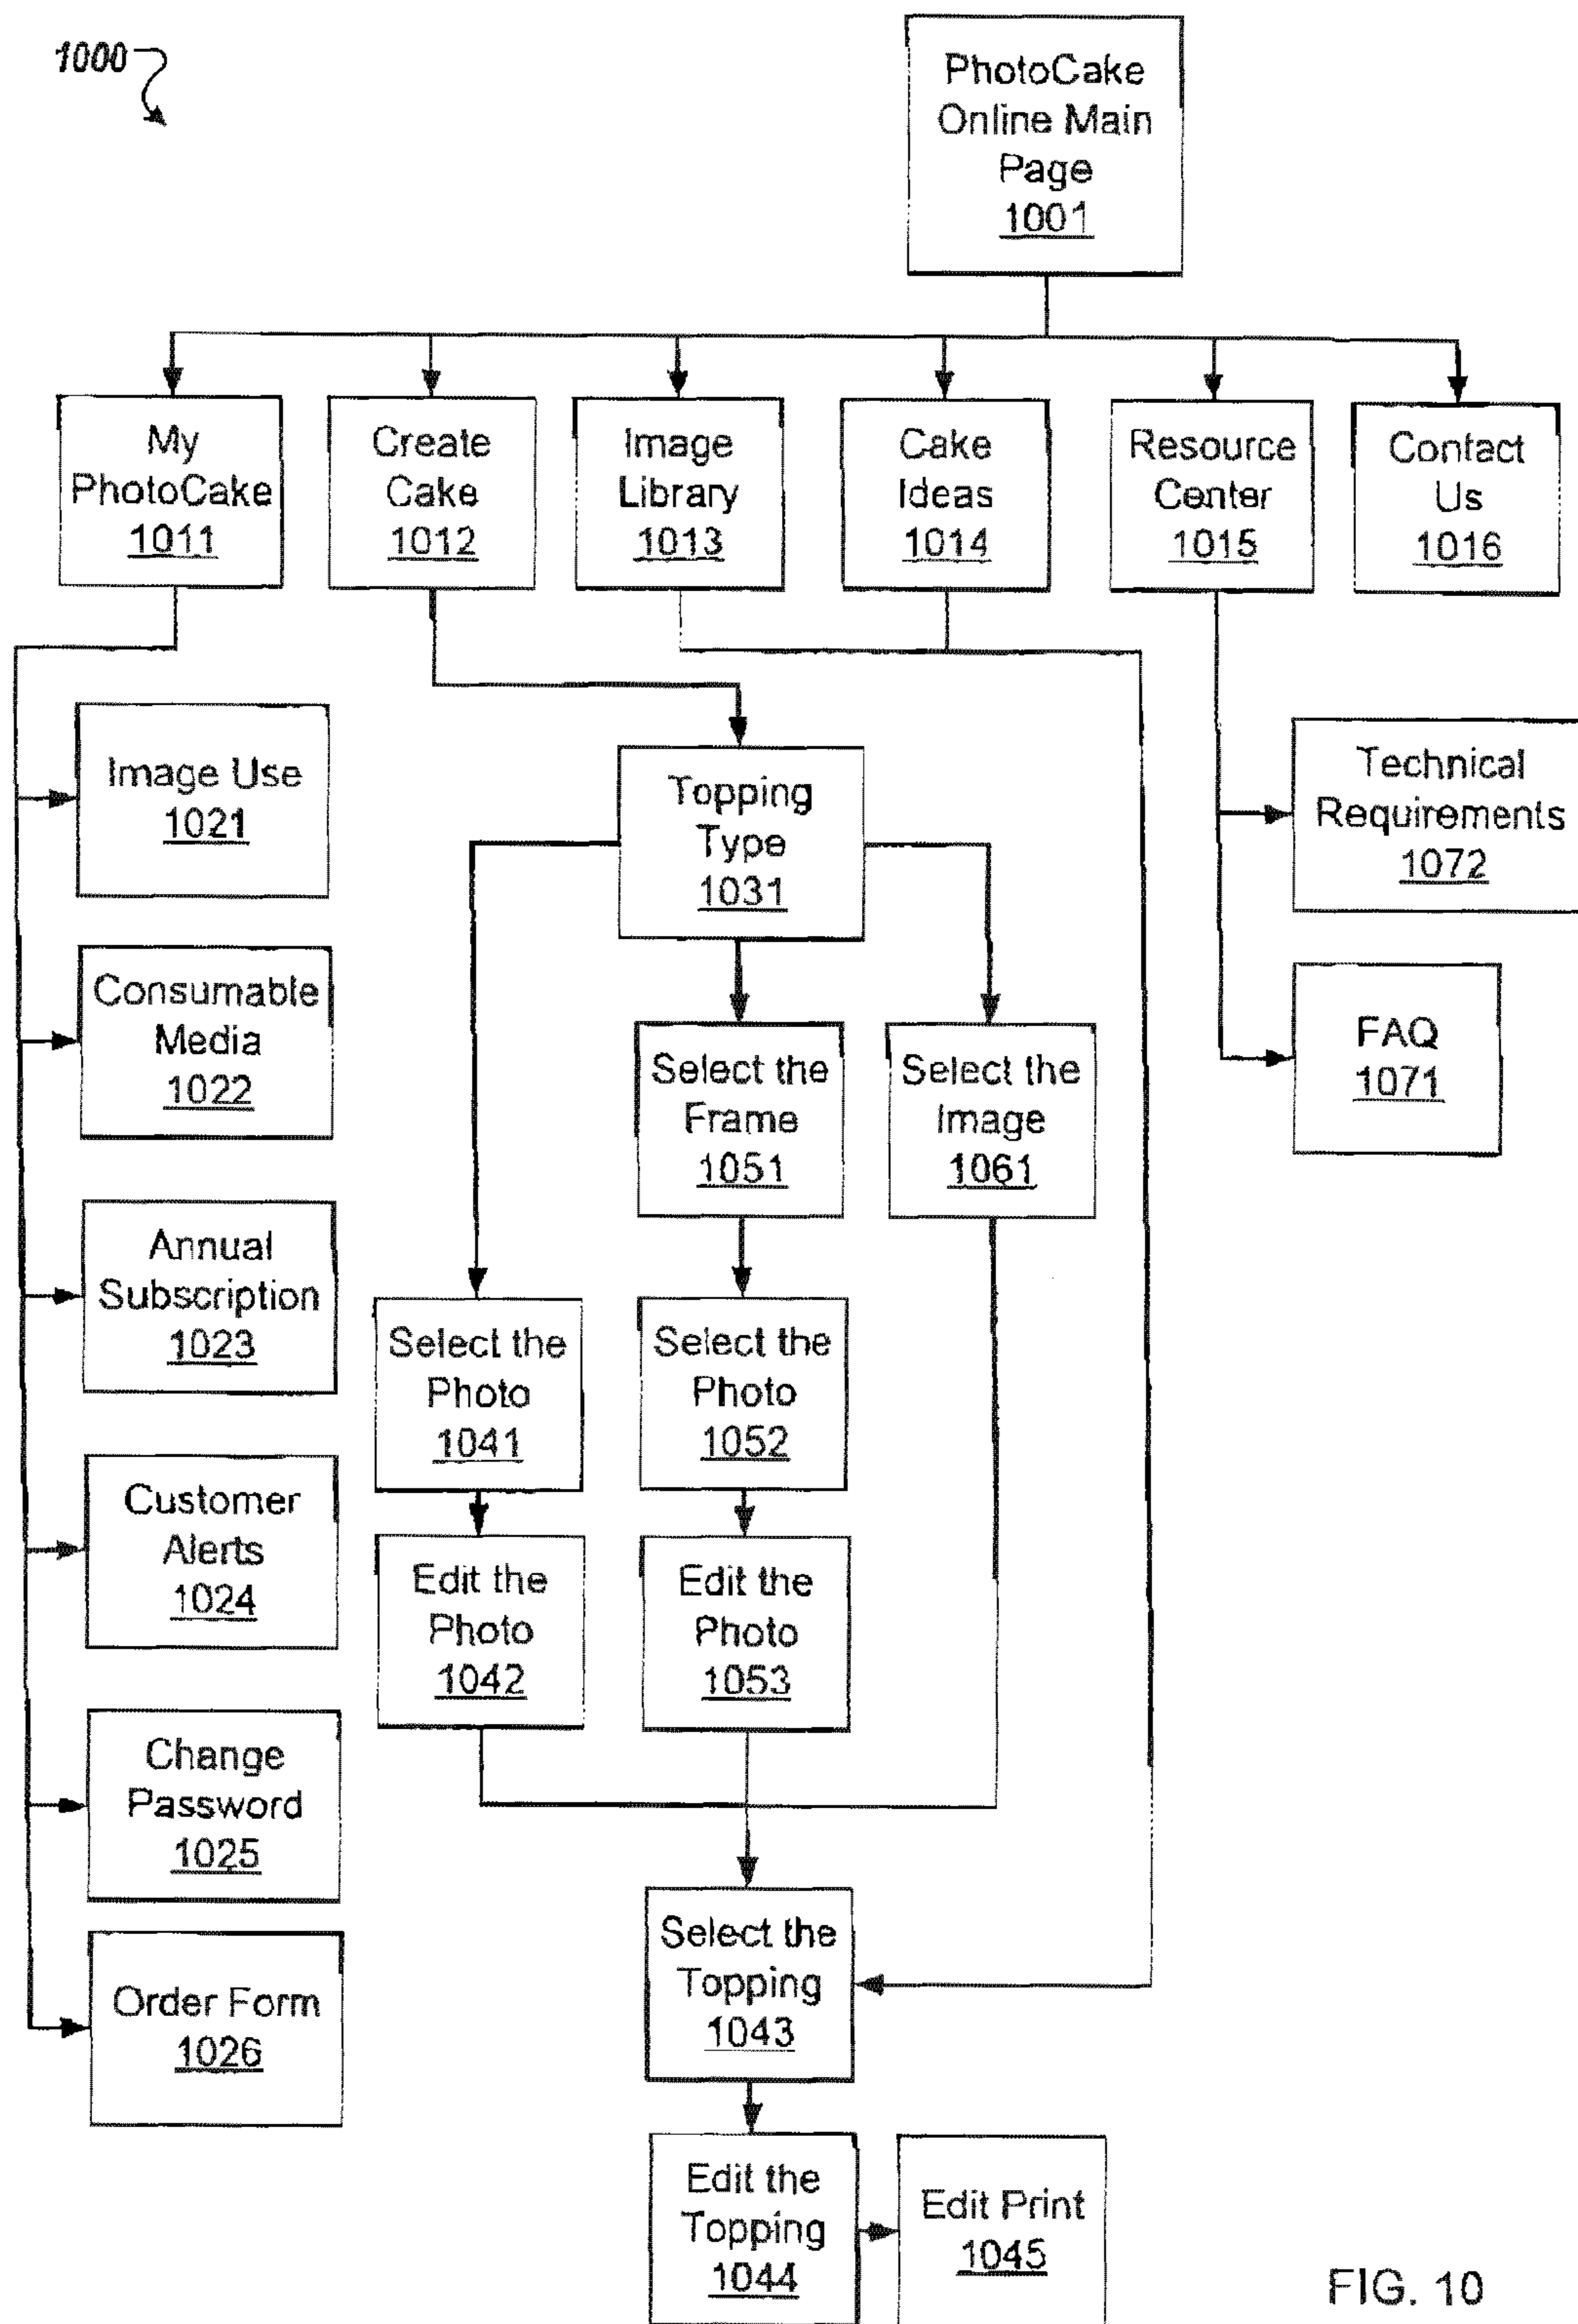 1000
PhotoCake
Online Main
Page
1001
My
PhotoCake
1011
Create
Cake
1012
Image
Library
1013
Cake
Ideas
1014
Resource
Center
1015
Contact
Us
1016
Image Use
1021
Consumable
Media
1022
Annual
Subscription
1023
Customer
Alerts
1024
Change
Password
1025
Order Form
1026
Topping
Type
1031
Select the
Photo
1041
Edit the
Photo
1042
Select the
Frame
1051
Select the
Photo
1052
Edit the
Photo
1053
Select the
Image
1061
Select the
Topping
1043
Edit the
Topping
1044
Edit Print
1045
Technical
Requirements
1072
FAQ
1071
FIG. 10